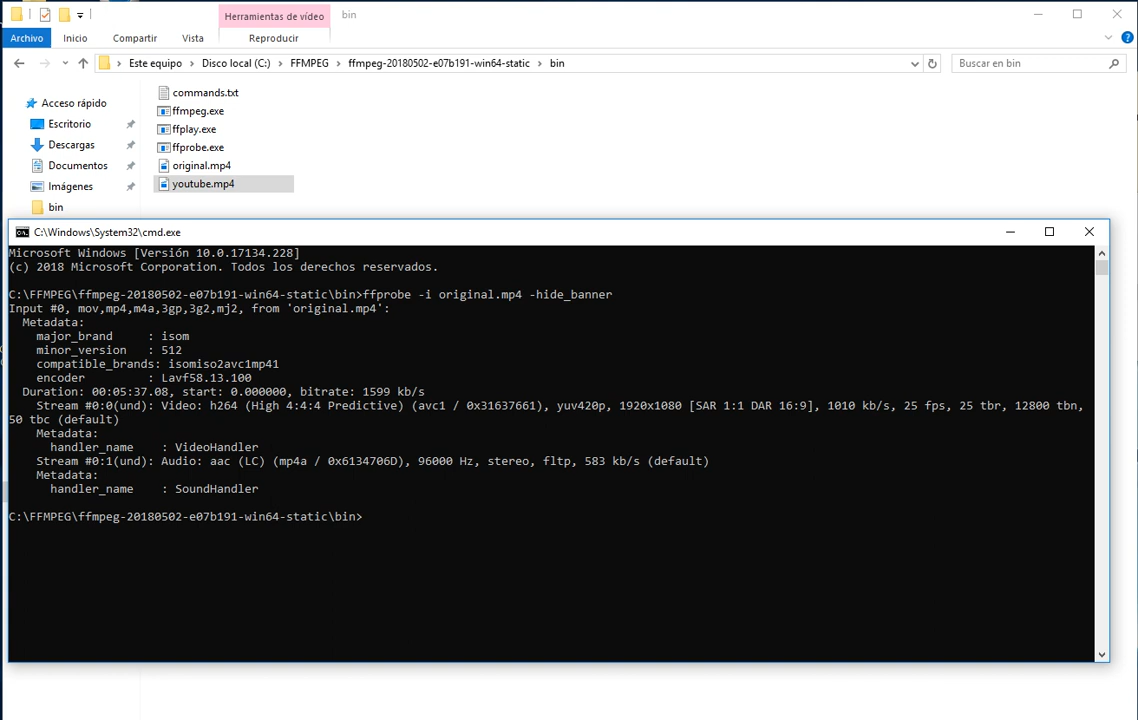 Herramientas de vídeo
bin
Archivo
Inicio
Compartir
Vista
Reproducir
Este equipo > Disco local (C:) > FFMPEG > ffmpeg-20180502-e07b191-win64-static > bin
Buscar en bin
Acceso rápido
Escritorio
Descargas
Documentos
Imágenes
bin
commands.txt
ffmpeg.exe
ffplay.exe
ffprobe.exe
original.mp4
youtube.mp4
C:\Windows\System32\cmd.exe
Microsoft Windows [Versión 10.0.17134.228]
(c) 2018 Microsoft Corporation. Todos los derechos reservados.
C:\FFMPEG\ffmpeg-20180502-e07b191-win64-static\bin>ffprobe -i original.mp4 -hide_banner
Input #0, mov,mp4,m4a,3gp,3g2,mj2, from 'original.mp4':
  Metadata:
    major_brand     : isom
    minor_version   : 512
    compatible_brands: isomiso2avc1mp41
    encoder         : Lavf58.13.100
  Duration: 00:05:37.08, start: 0.000000, bitrate: 1599 kb/s
    Stream #0:0(und): Video: h264 (High 4:4:4 Predictive) (avc1 / 0x31637661), yuv420p, 1920x1080 [SAR 1:1 DAR 16:9], 1010 kb/s, 25 fps, 25 tbr, 12800 tbn,
50 tbc (default)
    Metadata:
      handler_name    : VideoHandler
    Stream #0:1(und): Audio: aac (LC) (mp4a / 0x6134706D), 96000 Hz, stereo, fltp, 583 kb/s (default)
    Metadata:
      handler_name    : SoundHandler
C:\FFMPEG\ffmpeg-20180502-e07b191-win64-static\bin>